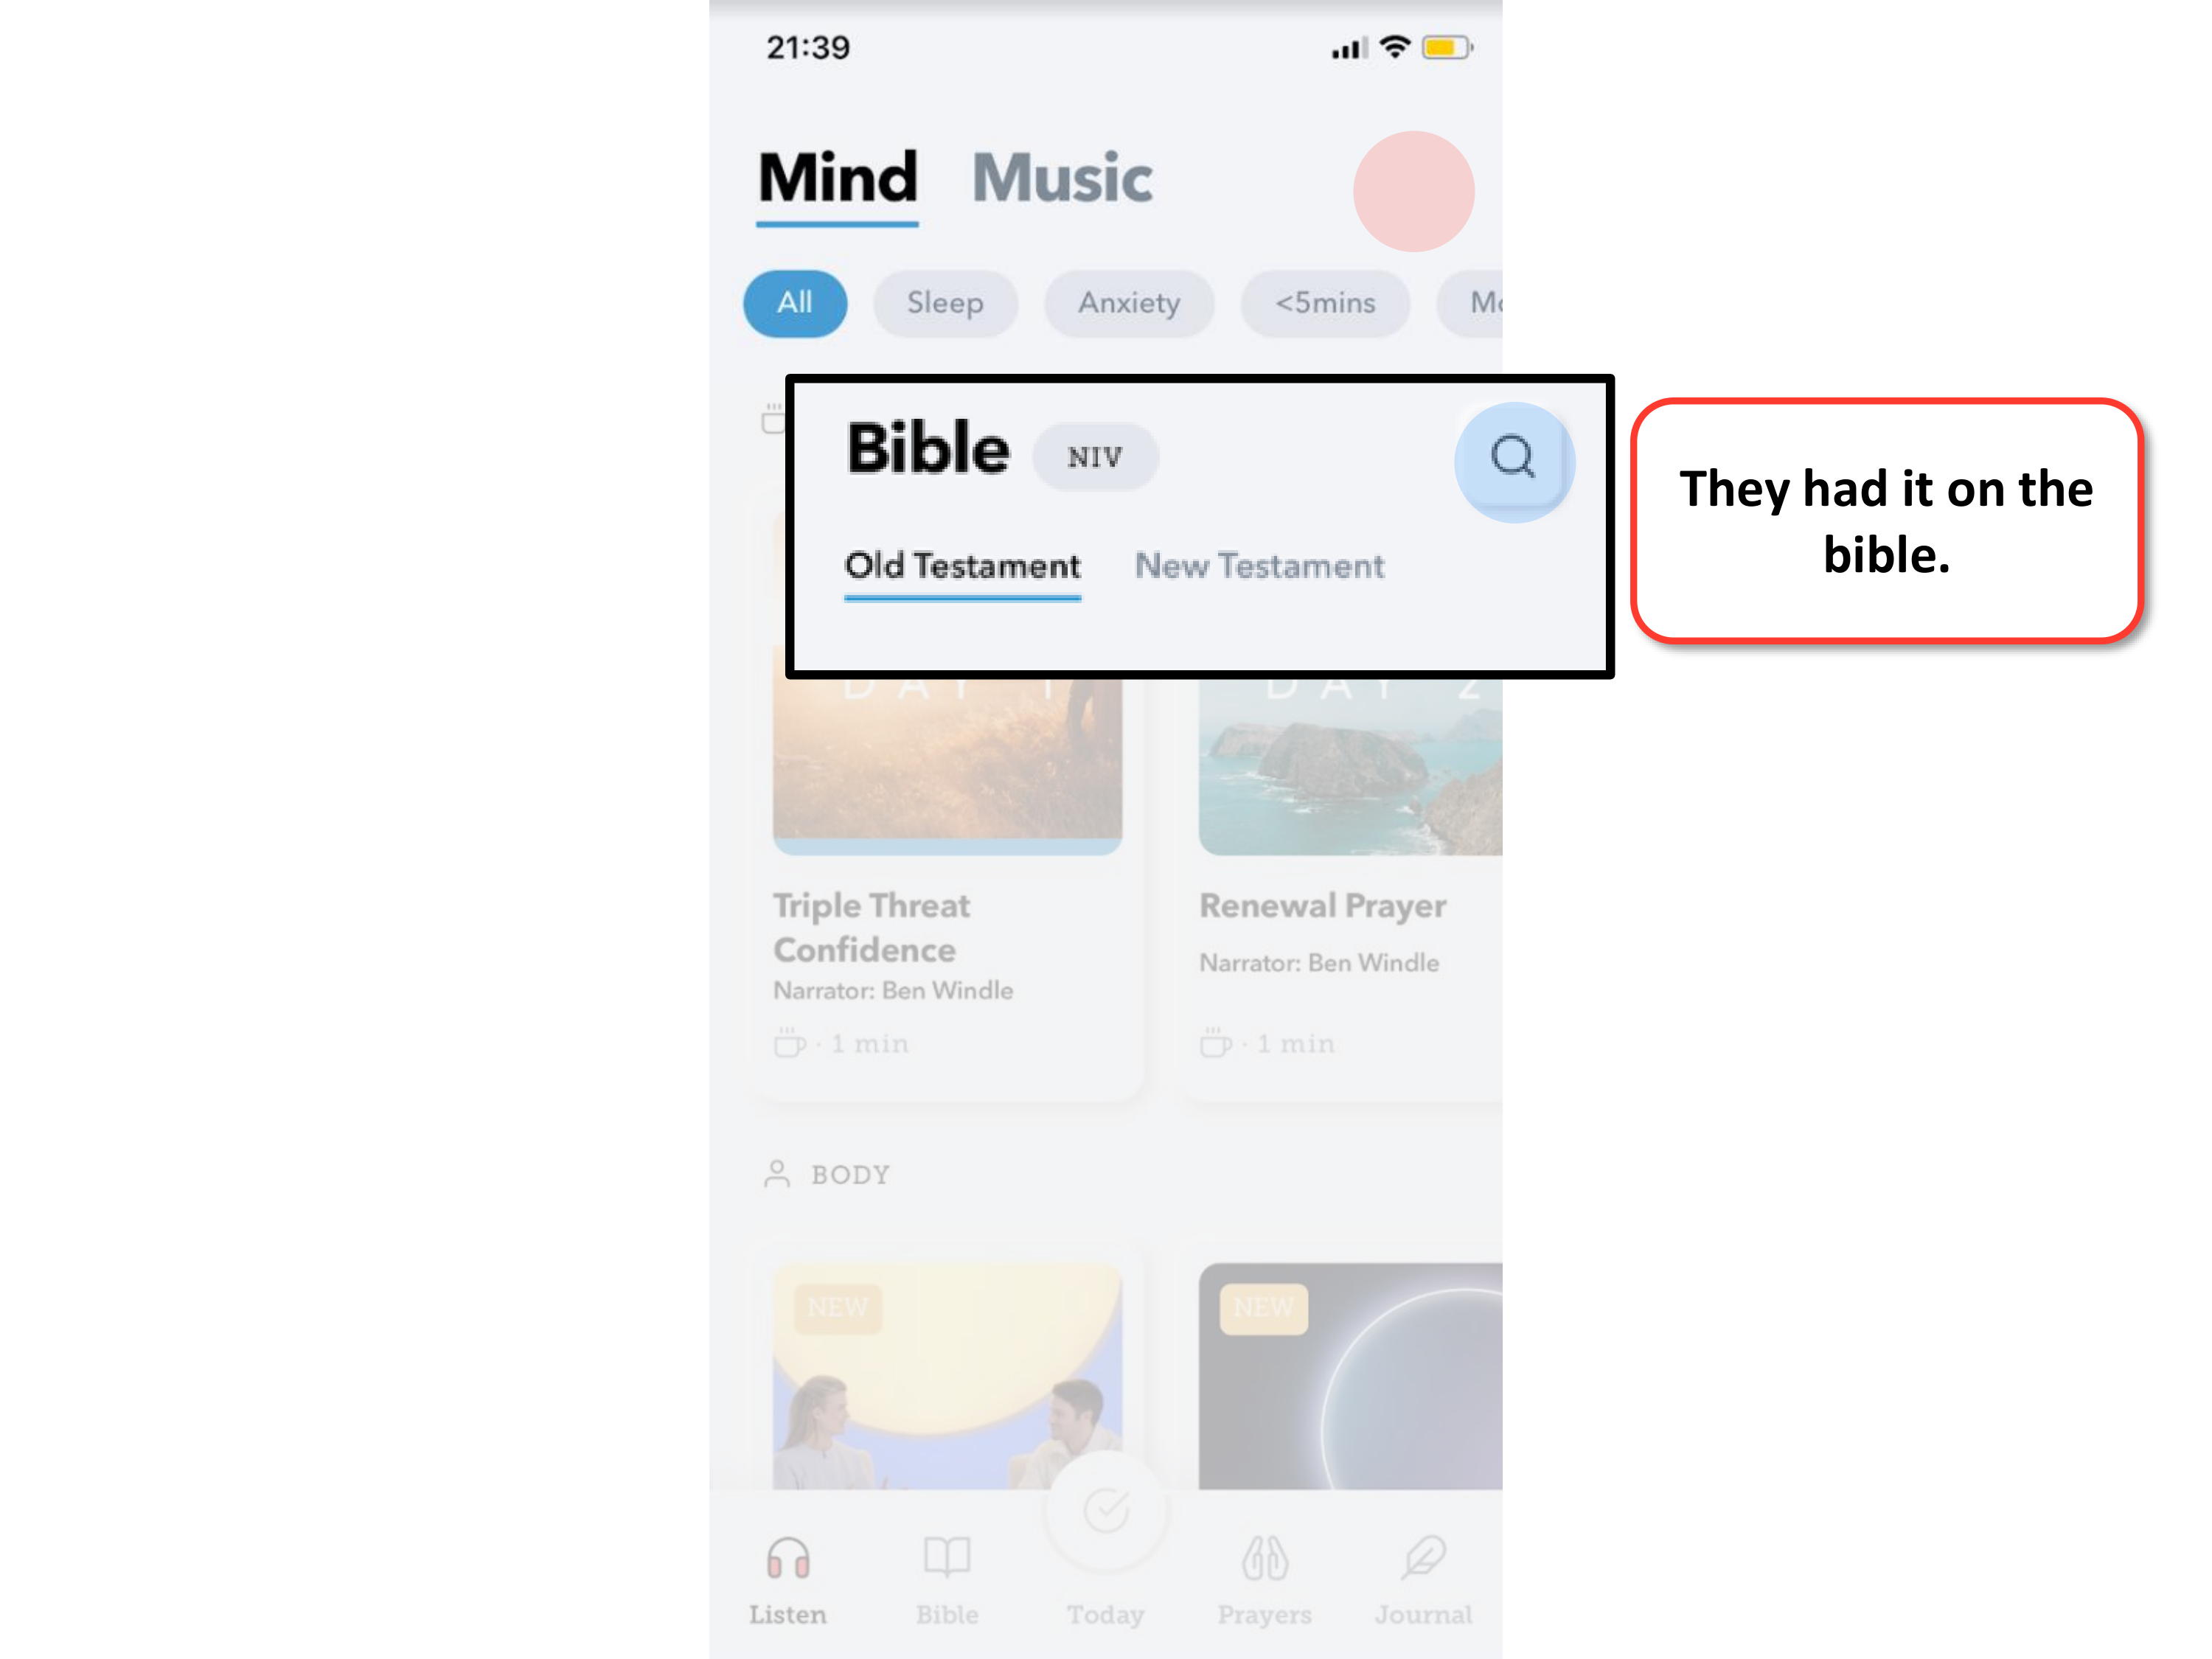 21:39
Mind Music
All Sleep Anxiety <5mins
Bible NIV
Old Testament New Testament
They had it on the
bible.
DAY 1 DAY 2
Triple Threat
Confidence
Narrator: Ben Windle
1 min
Renewal Prayer
Narrator: Ben Windle
1 min
BODY
NEW NEW
Listen Bible Today Prayers Journal